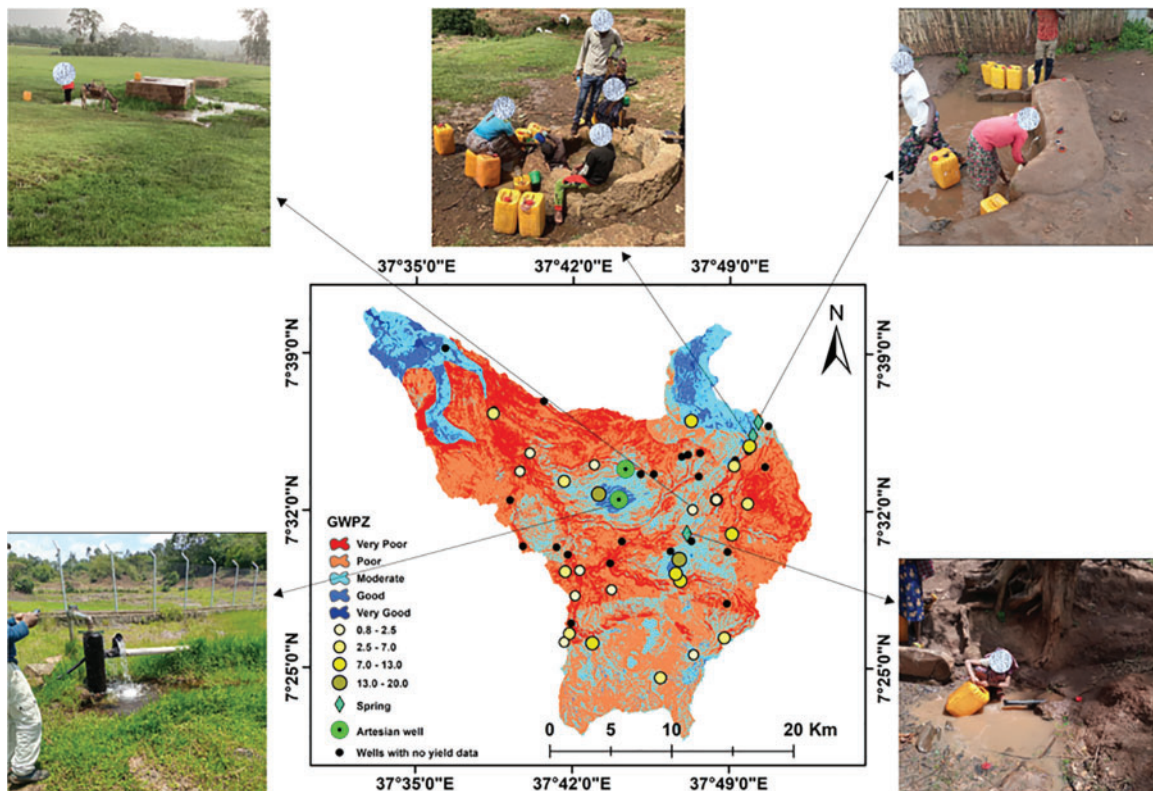 37°35'0"E 37°42'0"E 37°49'0"E
N
7°39'0"N 7°39'0"N
7°32'0"N 7°32'0"N
GWPZ
Very Poor
Poor
Moderate
Good
Very Good
0.8 - 2.5
2.5 - 7.0
7.0 - 13.0
13.0 - 20.0
Spring
Artesian well
Wells with no yield data
7°25'0"N 7°25'0"N
0 5 10 20 Km
37°35'0"E 37°42'0"E 37°49'0"E